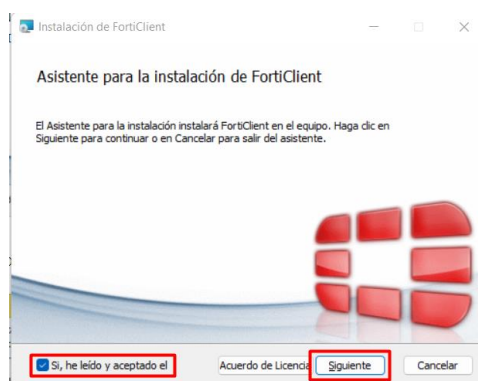 Instalación de FortiClient
Asistente para la instalación de FortiClient
El Asistente para la instalación instalará FortiClient en el equipo. Haga clic en
Siguiente para continuar o en Cancelar para salir del asistente.
Si, he leído y aceptado el Acuerdo de Licencia Siguiente Cancelar